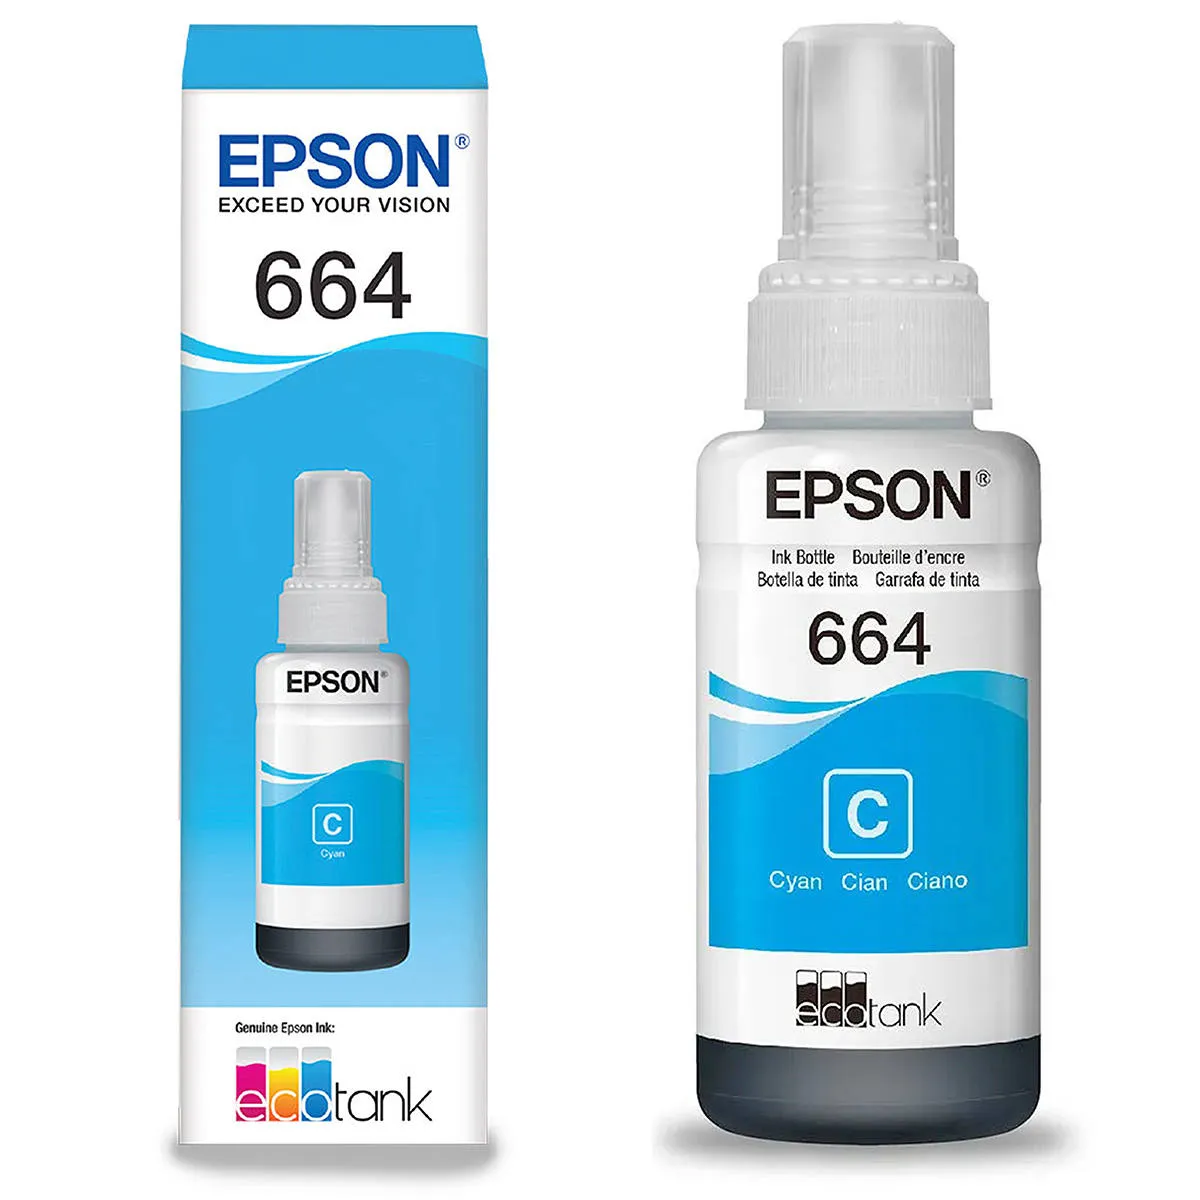 EPSON®
EXCEED YOUR VISION
664
EPSON®
C
Cyan
Genuine Epson Ink:
ecotank
EPSON®
Ink Bottle Bouteille d'encre
Botella de tinta Garrafa de tinta
664
C
Cyan Cian Ciano
ecotank